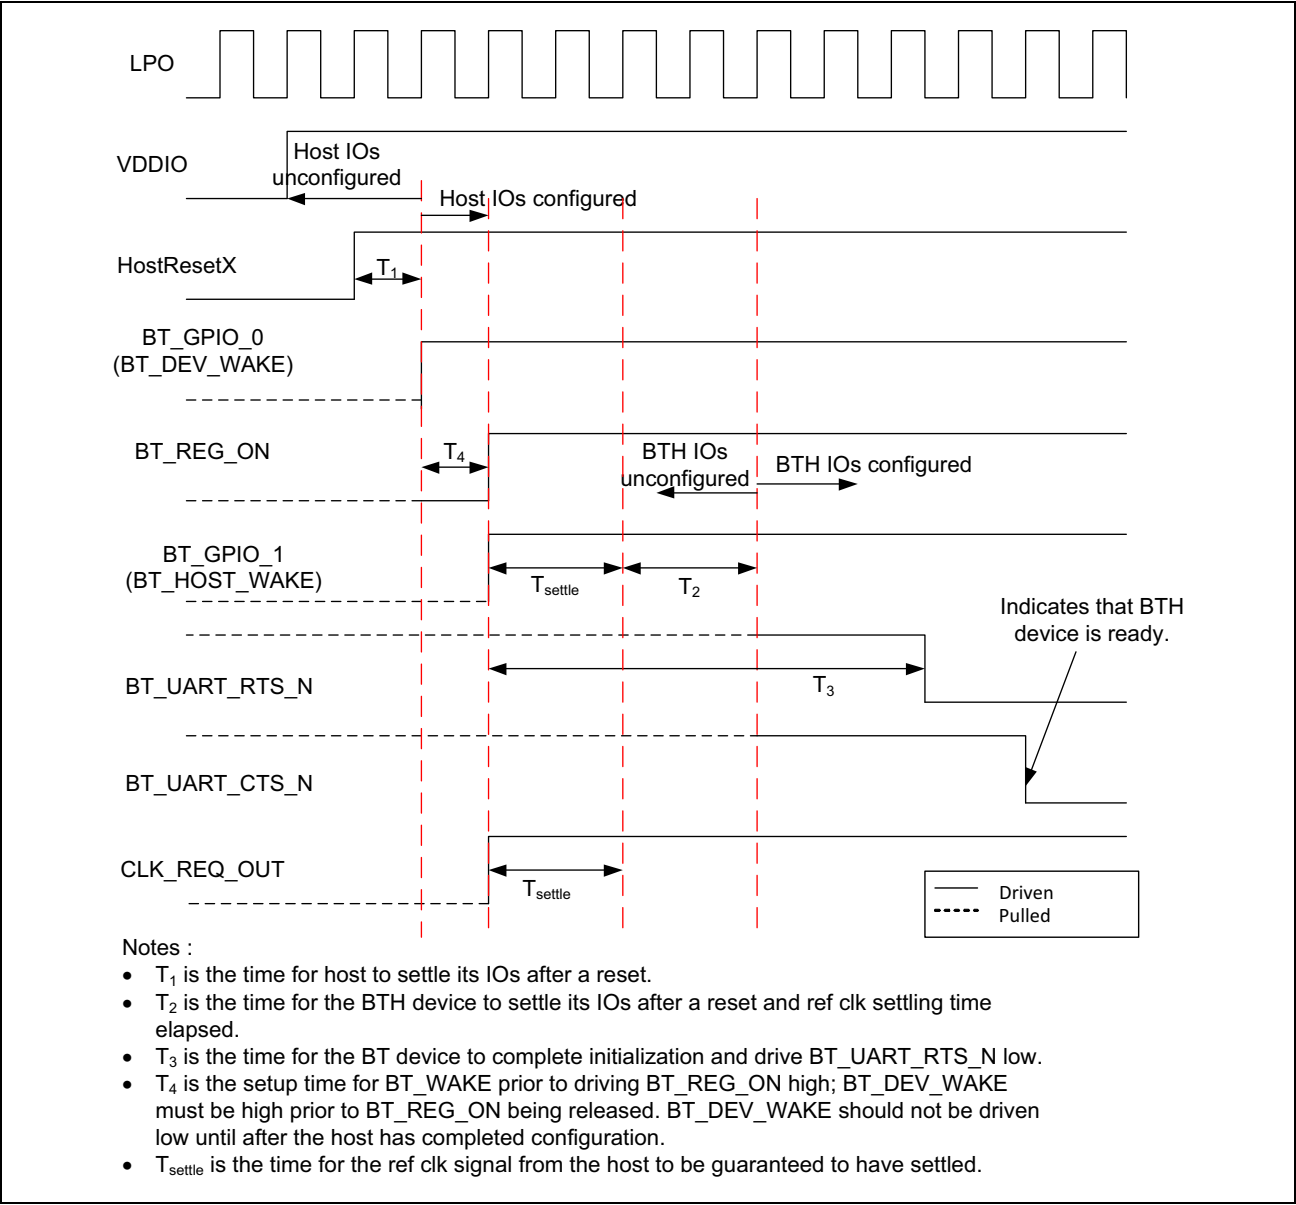 LPO
VDDIO
Host IOs
unconfigured
Host IOs configured
HostResetX
T1
BT_GPIO_0
(BT_DEV_WAKE)
BT_REG_ON
T4
BTH IOs
unconfigured
BTH IOs configured
BT_GPIO_1
(BT_HOST_WAKE)
Tsettle
T2
Indicates that BTH
device is ready.
BT_UART_RTS_N
T3
BT_UART_CTS_N
CLK_REQ_OUT
Tsettle
Driven
Pulled
Notes :
• T1 is the time for host to settle its IOs after a reset.
• T2 is the time for the BTH device to settle its IOs after a reset and ref clk settling time
elapsed.
• T3 is the time for the BT device to complete initialization and drive BT_UART_RTS_N low.
• T4 is the setup time for BT_WAKE prior to driving BT_REG_ON high; BT_DEV_WAKE
must be high prior to BT_REG_ON being released. BT_DEV_WAKE should not be driven
low until after the host has completed configuration.
• Tsettle is the time for the ref clk signal from the host to be guaranteed to have settled.